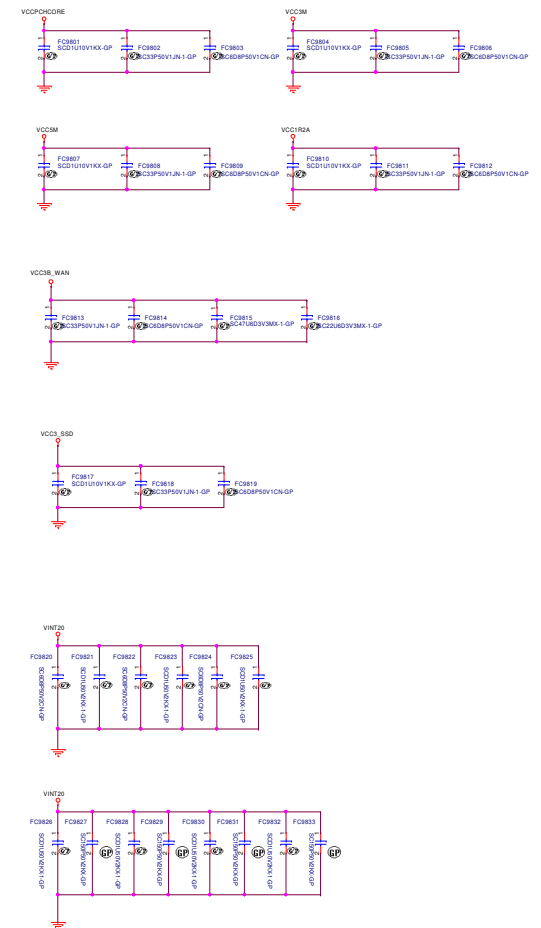 VCCPCHCORE
VCC3M
FC9801
SCD1U10V1KX-GP
FC9802
SC33P50V1JN-1-GP
FC9803
SC6D8P50V1CN-GP
FC9804
SCD1U10V1KX-GP
FC9805
SC33P50V1JN-1-GP
FC9806
SC6D8P50V1CN-GP
VCC5M
VCC1R2A
FC9807
SCD1U10V1KX-GP
FC9808
SC33P50V1JN-1-GP
FC9809
SC6D8P50V1CN-GP
FC9810
SCD1U10V1KX-GP
FC9811
SC33P50V1JN-1-GP
FC9812
SC6D8P50V1CN-GP
VCC3B_WAN
FC9813
SC33P50V1JN-1-GP
FC9814
SC6D8P50V1CN-GP
FC9815
SC47U6D3V3MX-1-GP
FC9816
SC22U6D3V3MX-1-GP
VCC3_SSD
FC9817
SCD1U10V1KX-GP
FC9818
SC33P50V1JN-1-GP
FC9819
SC6D8P50V1CN-GP
VINT20
FC9820
FC9821
FC9822
FC9823
FC9824
FC9825
VINT20
FC9826
FC9827
FC9828
FC9829
FC9830
FC9831
FC9832
FC9833
GP
GP
GP
GP